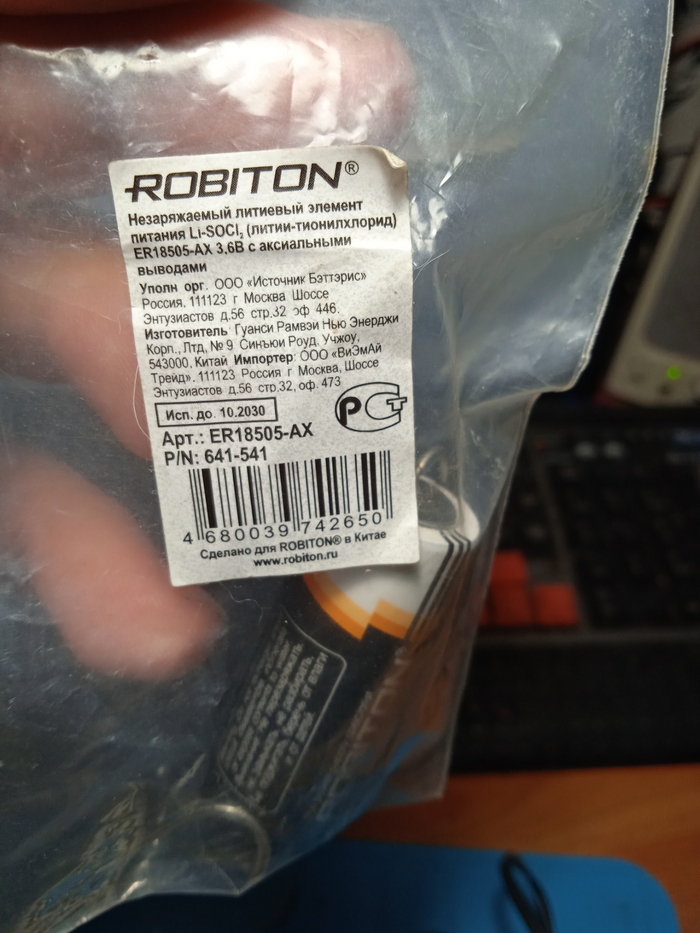 ROBITON®
Незаряжаемый литиевый элемент
питания Li-SOCl₂ (литии-тионилхлорид)
ER18505-AX 3,6В с аксиальными
выводами
Уполн орг. ООО «Источник Бэттэрис»
Россия, 111123 г Москва Шоссе
Энтузиастов д.56 стр.32 оф 446.
Изготовитель Гуанси Рамвэи Нью Энерджи
Корп., Лтд, № 9 Синъюи Роуд, Учжоу,
543000, Китай Импортер: ООО «ВиЭмАй
Трейд», 111123 Россия г Москва, Шоссе
Энтузиастов д.56 стр.32, оф. 473
Исп. до 10.2030
РСТ
Арт.: ER18505-AX
P/N: 641-541
4 680039 742650
Сделано для ROBITON® в Китае
www.robiton.ru